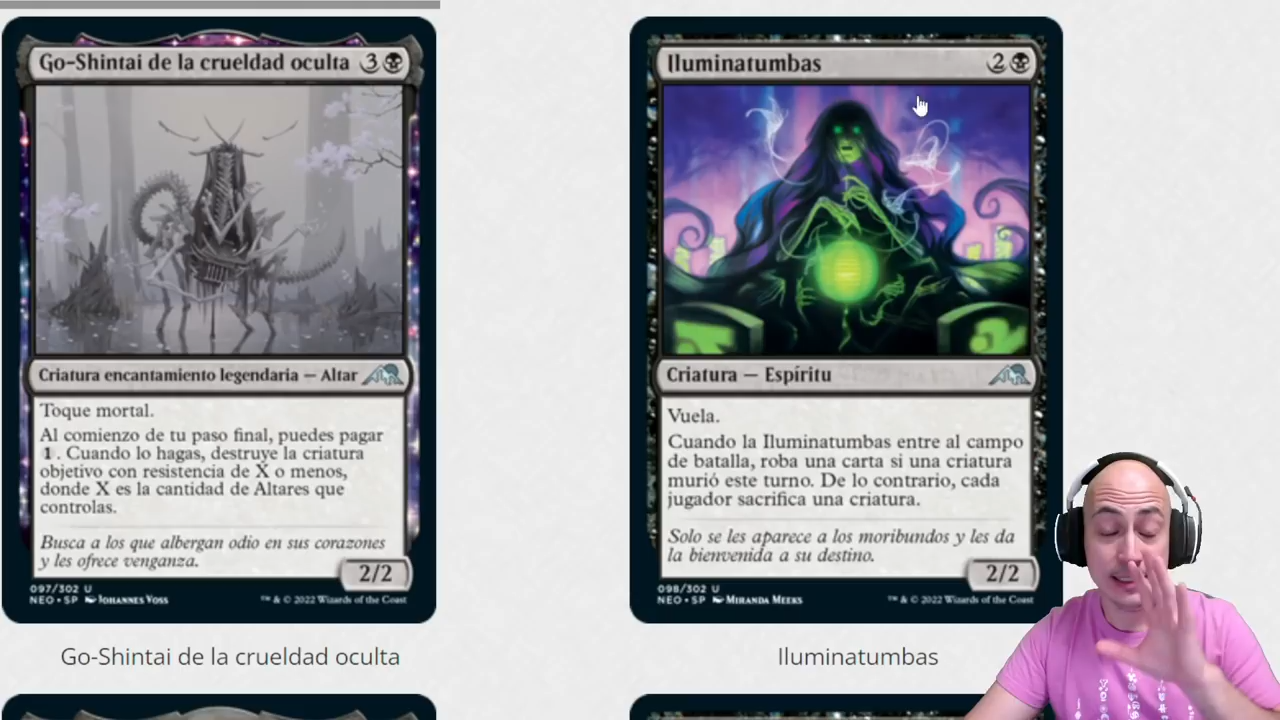 Go-Shintai de la crueldad oculta 3
Criatura encantamiento legendaria — Altar
Toque mortal.
Al comienzo de tu paso final, puedes pagar
1. Cuando lo hagas, destruye la criatura
objetivo con resistencia de X o menos,
donde X es la cantidad de Altares que
controlas.
Busca a los que albergan odio en sus corazones
y les ofrece venganza.
2/2
097/302 U
NEO • SP Johannes Voss
™ & © 2022 Wizards of the Coast
Go-Shintai de la crueldad oculta
Iluminatumbas 2
Criatura — Espíritu
Vuela.
Cuando la Iluminatumbas entre al campo
de batalla, roba una carta si una criatura
murió este turno. De lo contrario, cada
jugador sacrifica una criatura.
Solo se les aparece a los moribundos y les da
la bienvenida a su destino.
2/2
098/302 U
NEO • SP Miranda Meeks
™ & © 2022 Wizards of the Coast
Iluminatumbas